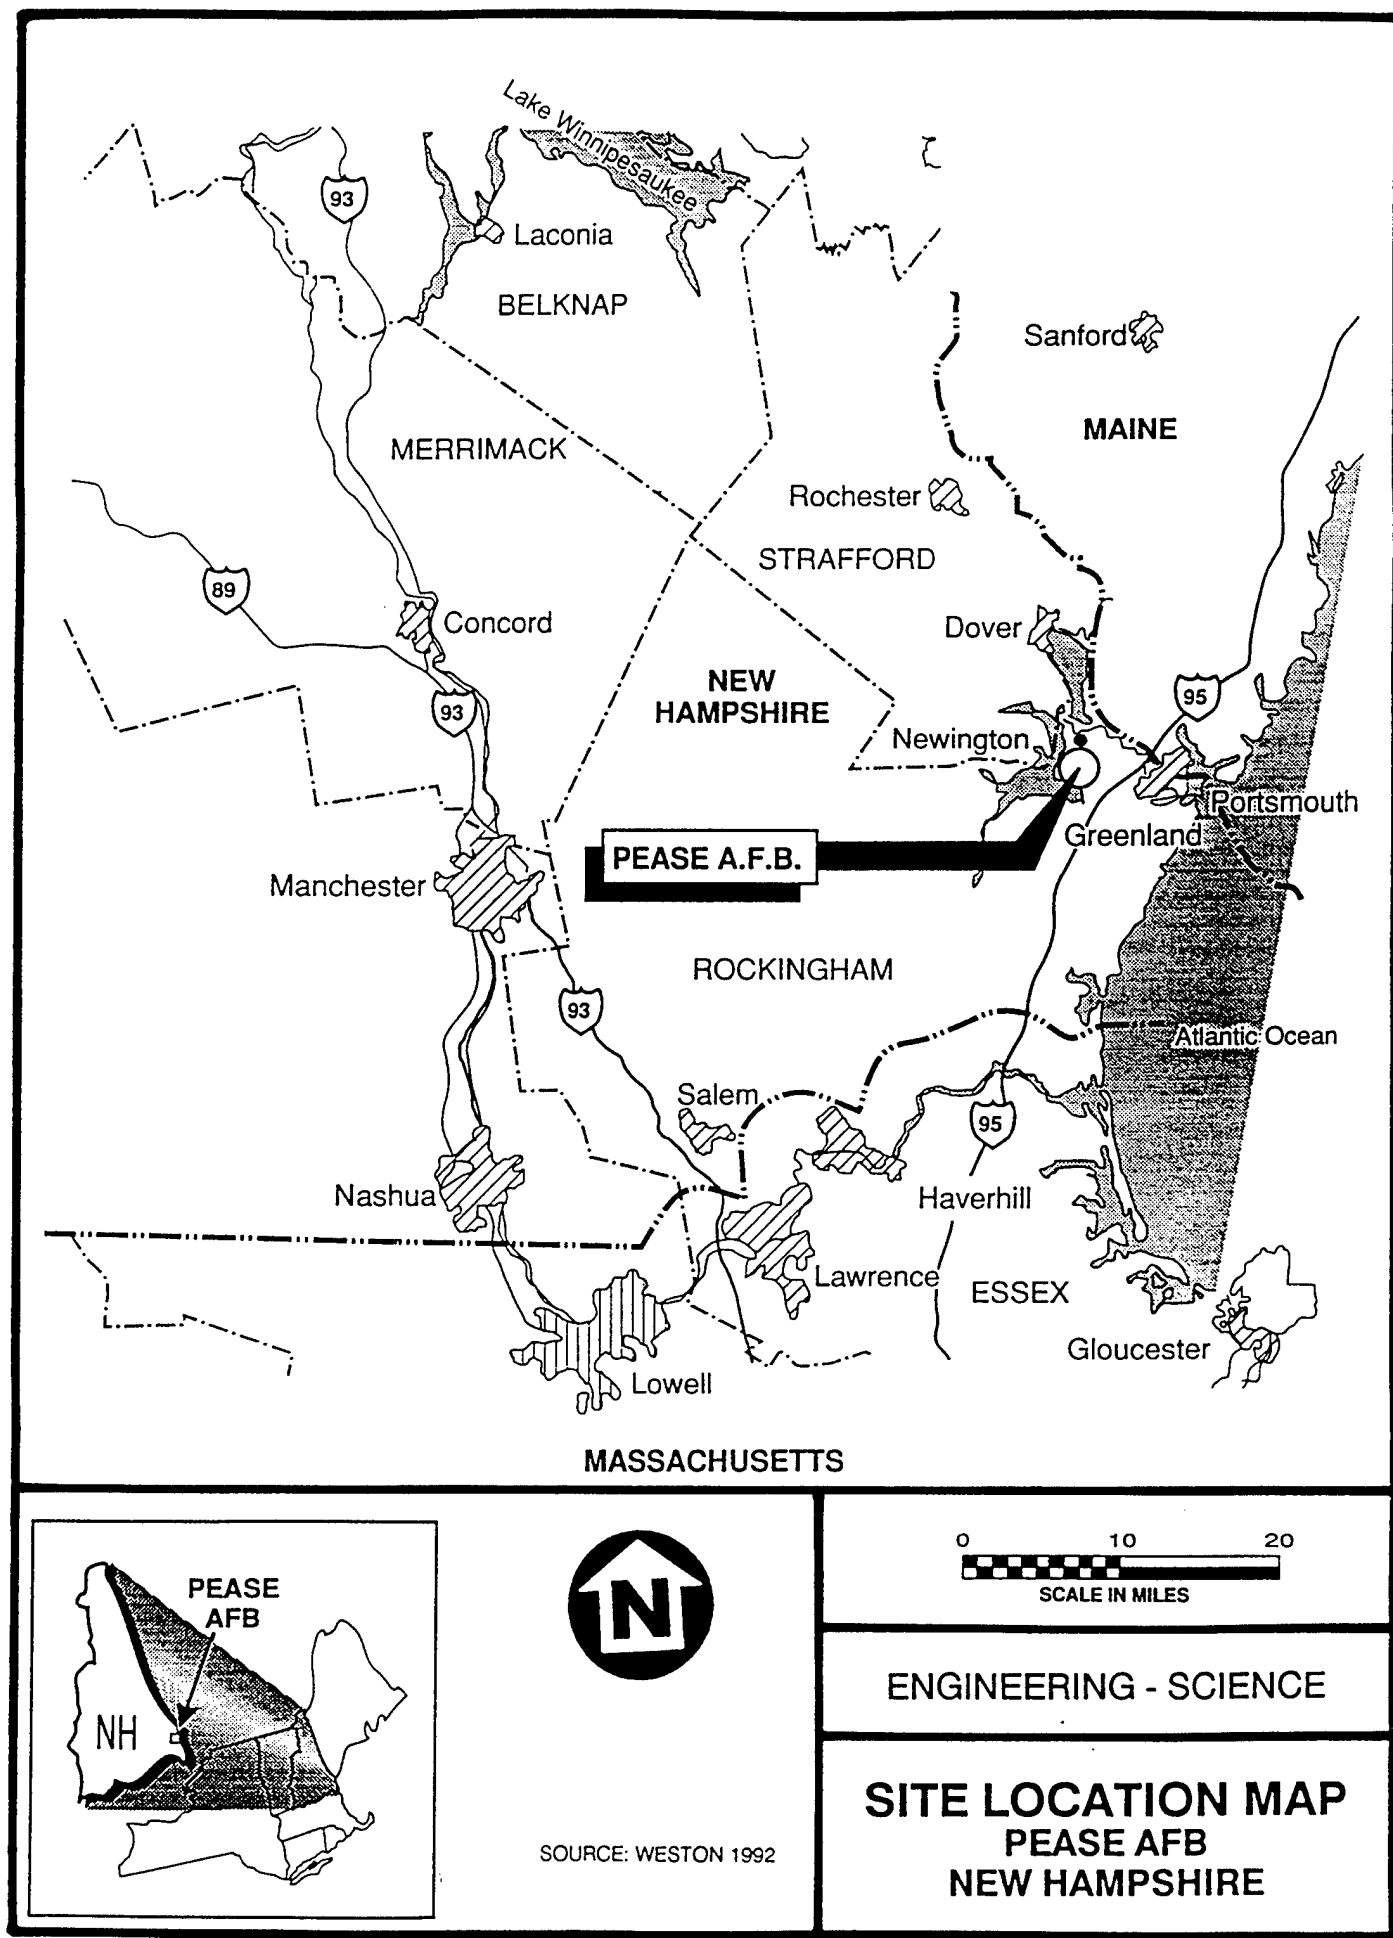 Lake Winnipesaukee
93
Laconia
BELKNAP
Sanford
MAINE
MERRIMACK
Rochester
STRAFFORD
89
Concord
Dover
NEW
HAMPSHIRE
93
95
Newington
Portsmouth
Greenland
PEASE A.F.B.
Manchester
ROCKINGHAM
93
Atlantic Ocean
Salem
95
Nashua
Haverhill
Lawrence
ESSEX
Gloucester
Lowell
MASSACHUSETTS
PEASE
AFB
NH
N
SOURCE: WESTON 1992
0 10 20
SCALE IN MILES
ENGINEERING - SCIENCE
SITE LOCATION MAP
PEASE AFB
NEW HAMPSHIRE